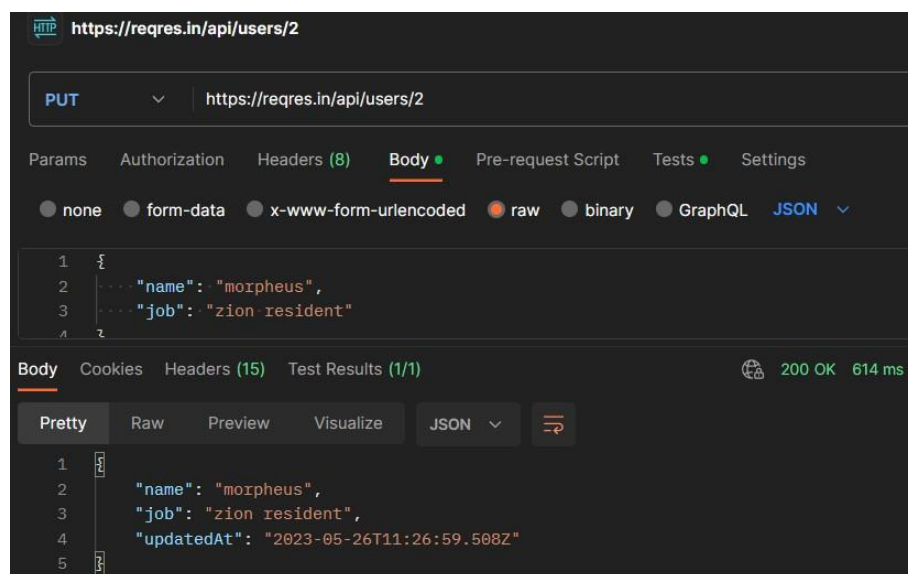 HTTP https://reqres.in/api/users/2
PUT https://reqres.in/api/users/2
Params Authorization Headers (8) Body Pre-request Script Tests Settings
none form-data x-www-form-urlencoded raw binary GraphQL JSON
1 {
2 ····"name":·"morpheus",
3 ····"job":·"zion·resident"
4 }
Body Cookies Headers (15) Test Results (1/1) 200 OK 614 ms
Pretty Raw Preview Visualize JSON
1 {
2 "name": "morpheus",
3 "job": "zion resident",
4 "updatedAt": "2023-05-26T11:26:59.508Z"
5 }